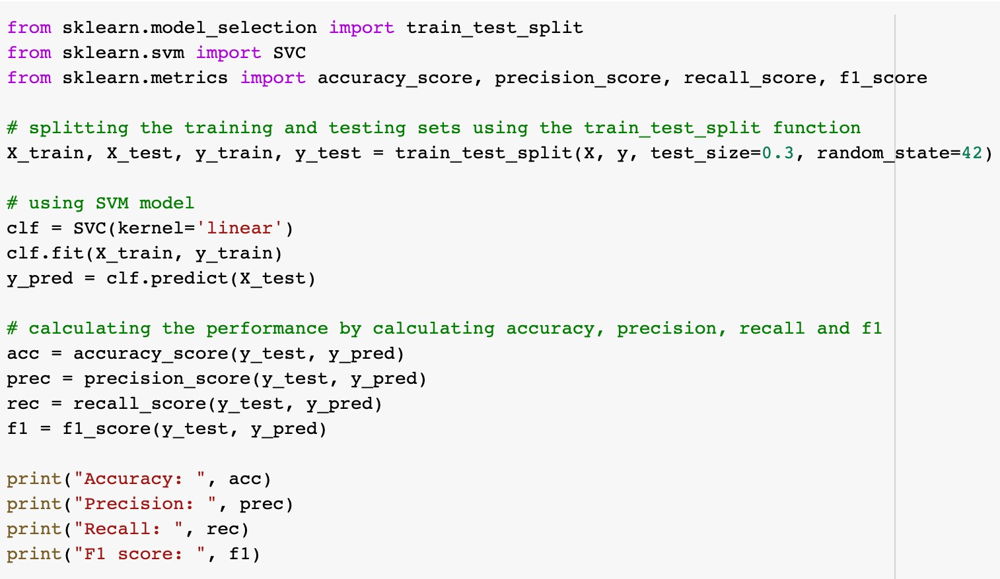 from sklearn.model_selection import train_test_split
from sklearn.svm import SVC
from sklearn.metrics import accuracy_score, precision_score, recall_score, f1_score
# splitting the training and testing sets using the train_test_split function
X_train, X_test, y_train, y_test = train_test_split(X, y, test_size=0.3, random_state=42)
# using SVM model
clf = SVC(kernel='linear')
clf.fit(X_train, y_train)
y_pred = clf.predict(X_test)
# calculating the performance by calculating accuracy, precision, recall and f1
acc = accuracy_score(y_test, y_pred)
prec = precision_score(y_test, y_pred)
rec = recall_score(y_test, y_pred)
f1 = f1_score(y_test, y_pred)
print("Accuracy: ", acc)
print("Precision: ", prec)
print("Recall: ", rec)
print("F1 score: ", f1)